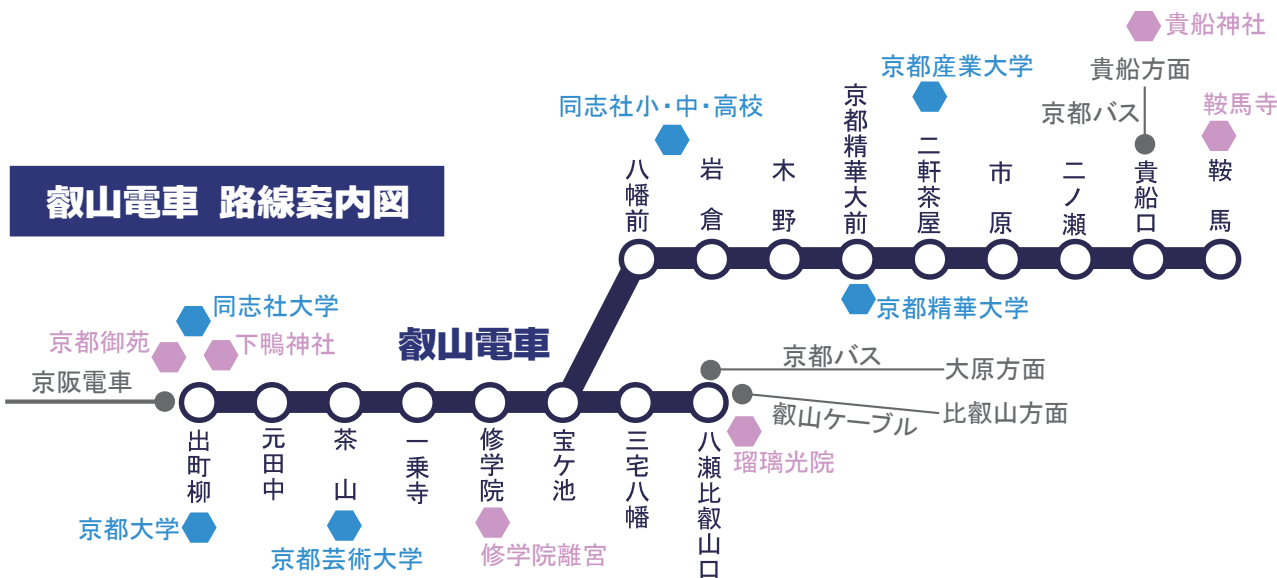 貴船神社
京都産業大学
貴船方面
同志社小・中・高校
京都バス
鞍馬寺
叡山電車 路線案内図
八幡前
岩倉
木野
京都精華大前
二軒茶屋
市原
二ノ瀬
貴船口
鞍馬
京都精華大学
同志社大学
京都御苑
下鴨神社
叡山電車
京阪電車
京都バス
大原方面
叡山ケーブル
比叡山方面
瑠璃光院
出町柳
元田中
茶山
一乗寺
修学院
宝ケ池
三宅八幡
八瀬比叡山口
京都大学
京都芸術大学
修学院離宮